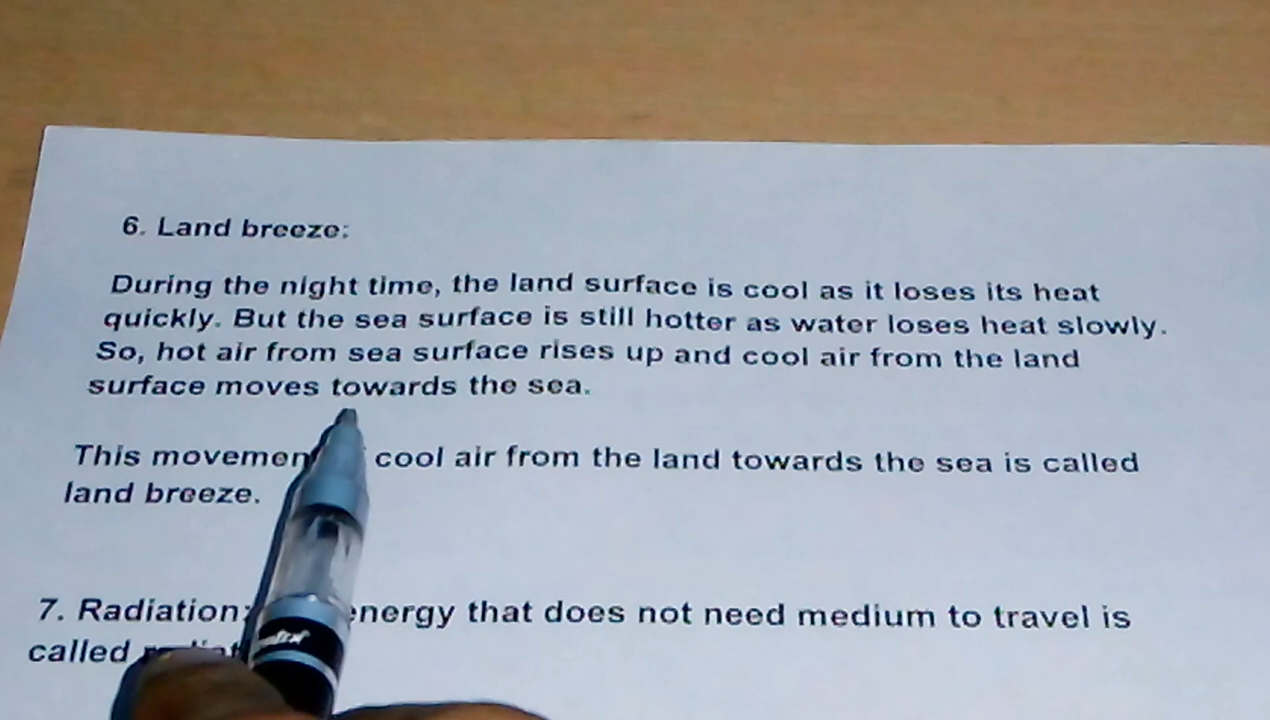 6. Land breeze:
During the night time, the land surface is cool as it loses its heat
quickly. But the sea surface is still hotter as water loses heat slowly.
So, hot air from sea surface rises up and cool air from the land
surface moves towards the sea.
This movemen cool air from the land towards the sea is called
land breeze.
7. Radiation: energy that does not need medium to travel is
called